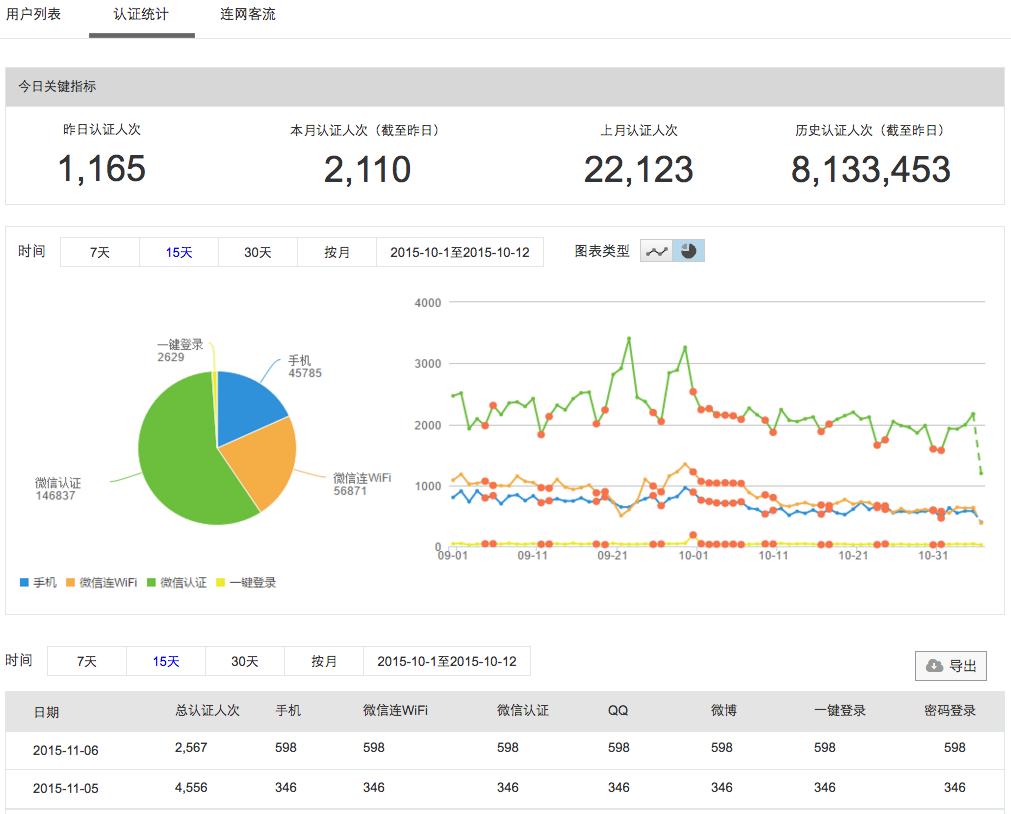 用户列表 认证统计 连网客流
今日关键指标
昨日认证人次 本月认证人次（截至昨日） 上月认证人次 历史认证人次（截至昨日）
1,165 2,110 22,123 8,133,453
时间 7天 15天 30天 按月 2015-10-1至2015-10-12 图表类型
一键登录
2629
手机
45785
微信连WiFi
56871
微信认证
146837
4000
3000
2000
1000
0
09-01 09-11 09-21 10-01 10-11 10-21 10-31
手机 微信连WiFi 微信认证 一键登录
时间 7天 15天 30天 按月 2015-10-1至2015-10-12 导出
日期 总认证人次 手机 微信连WiFi 微信认证 QQ 微博 一键登录 密码登录
2015-11-06 2,567 598 598 598 598 598 598 598
2015-11-05 4,556 346 346 346 346 346 346 346